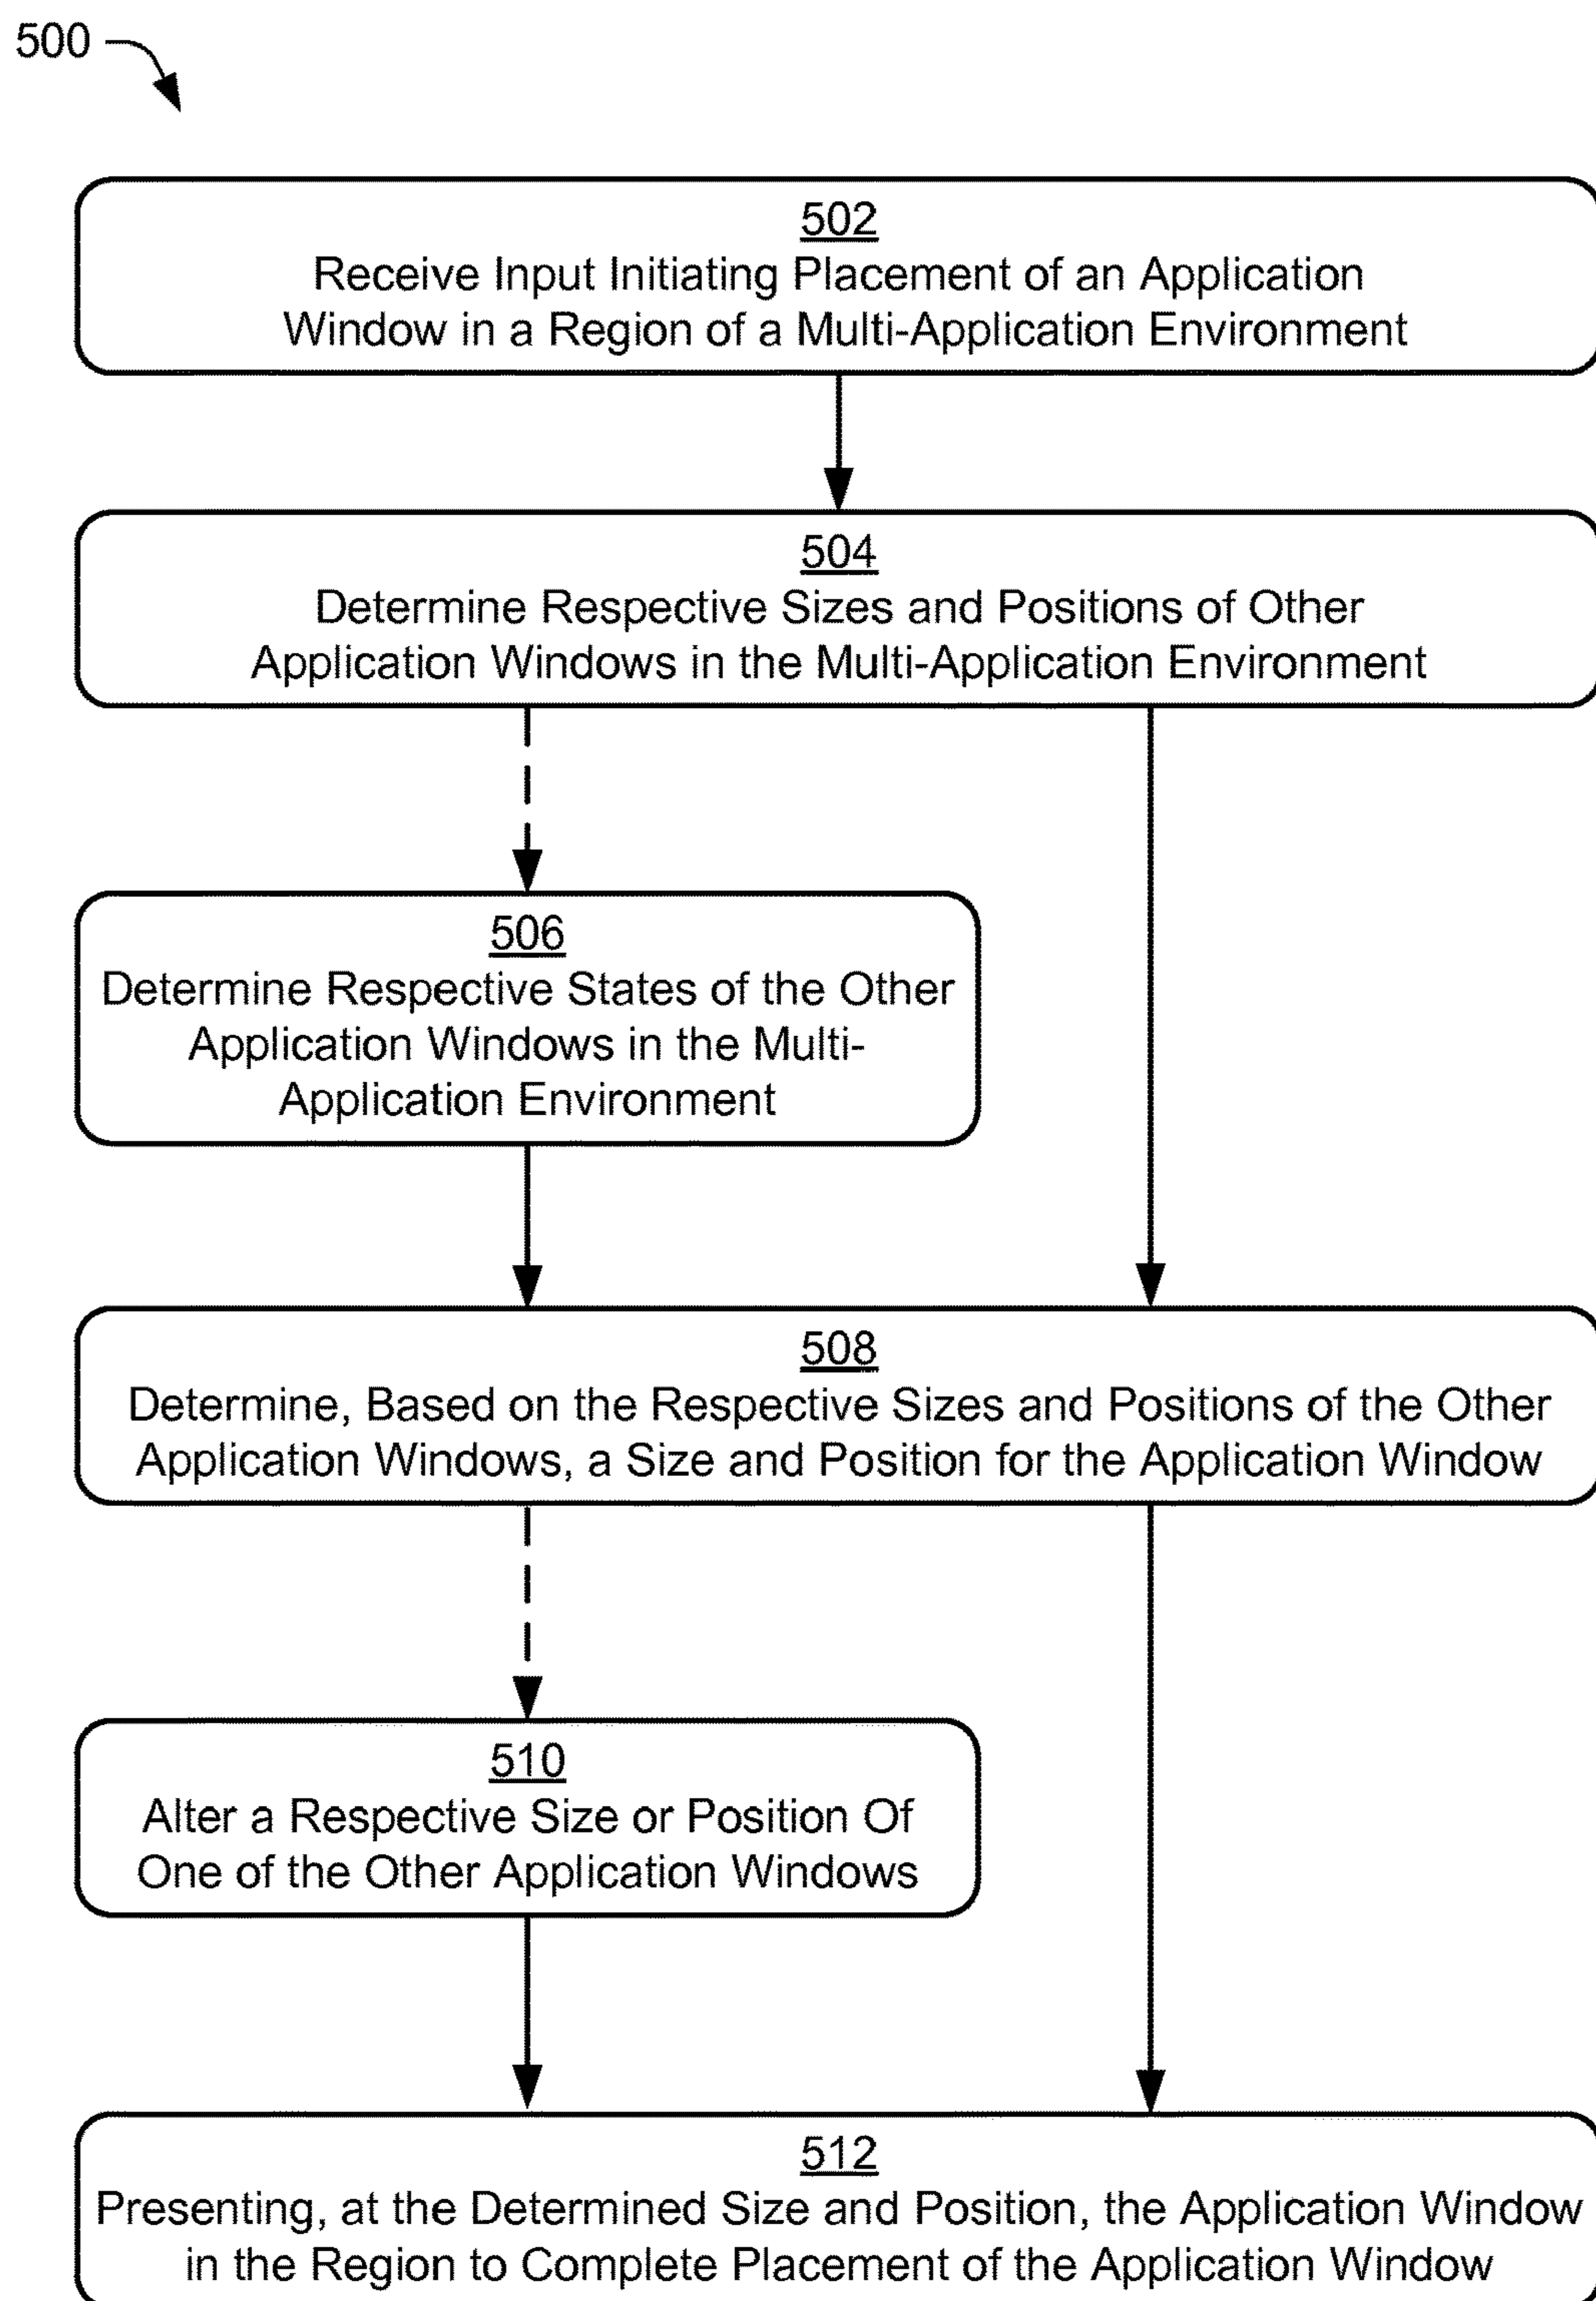 500
502
Receive Input Initiating Placement of an Application
Window in a Region of a Multi-Application Environment
504
Determine Respective Sizes and Positions of Other
Application Windows in the Multi-Application Environment
506
Determine Respective States of the Other
Application Windows in the Multi-
Application Environment
508
Determine, Based on the Respective Sizes and Positions of the Other
Application Windows, a Size and Position for the Application Window
510
Alter a Respective Size or Position Of
One of the Other Application Windows
512
Presenting, at the Determined Size and Position, the Application Window
in the Region to Complete Placement of the Application Window